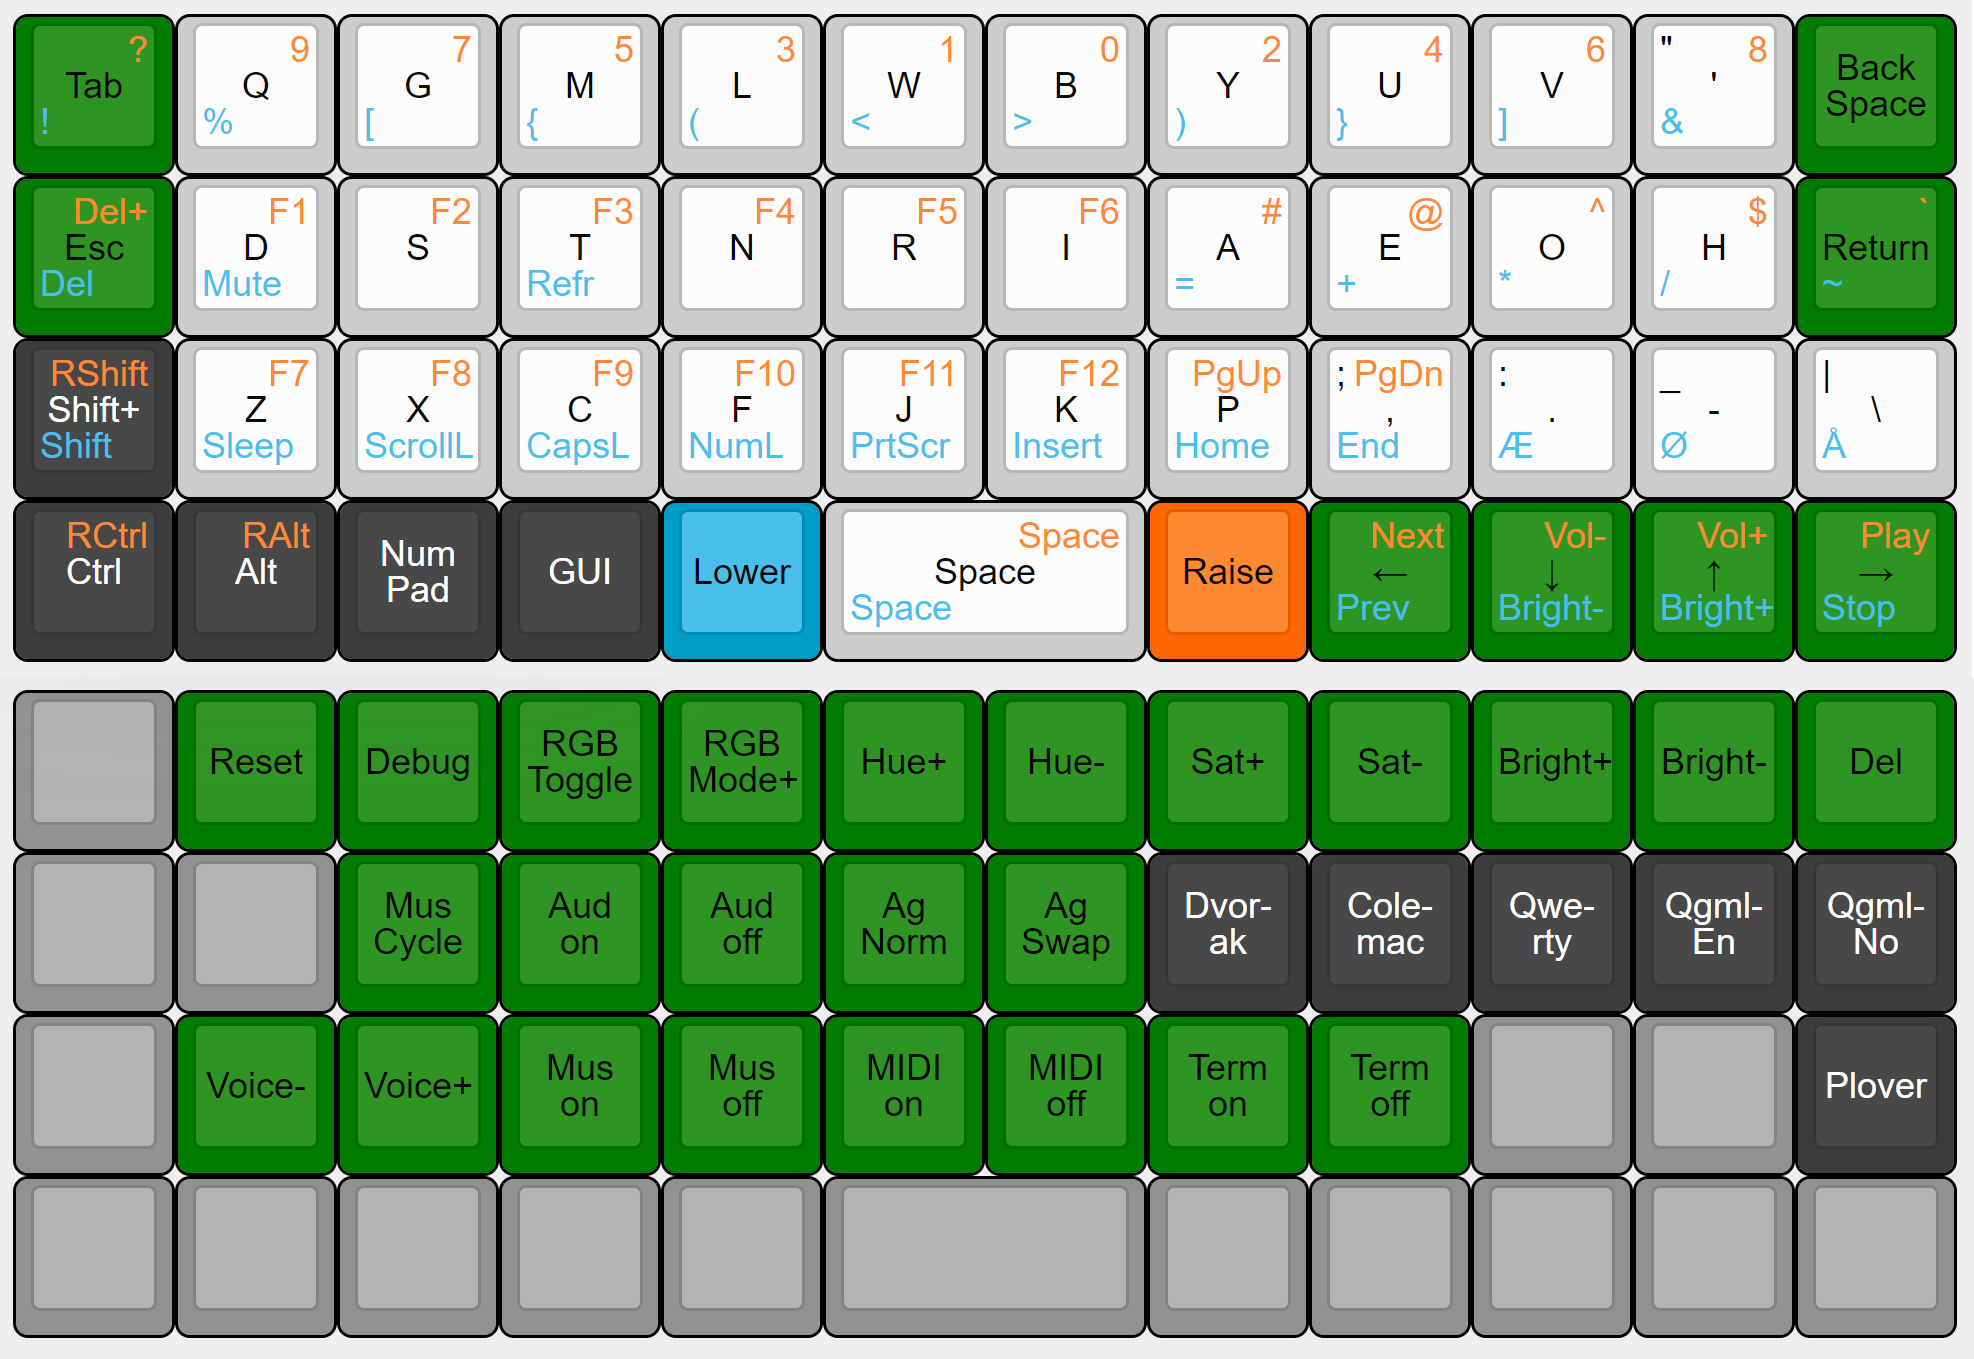 ? 9 7 5 3 1 0 2 4 6 " 8 Back
Tab Q G M L W B Y U V ' Space
! % [ { ( < > ) } ] &
Del+ F1 F2 F3 F4 F5 F6 # @ ^ $ `
Esc D S T N R I A E O H Return
Del Mute Refr = + * / ~
RShift F7 F8 F9 F10 F11 F12 PgUp ; PgDn : _ |
Shift+ Z X C F J K P , . - \
Shift Sleep ScrollL CapsL NumL PrtScr Insert Home End Æ Ø Å
RCtrl RAlt Num Space Next Vol- Vol+ Play
Ctrl Alt Pad GUI Lower Space Raise ← ↓ ↑ →
Space Prev Bright- Bright+ Stop
Reset Debug RGB RGB Hue+ Hue- Sat+ Sat- Bright+ Bright- Del
Toggle Mode+
Mus Aud Aud Ag Ag Dvor- Cole- Qwe- Qgml- Qgml-
Cycle on off Norm Swap ak mac rty En No
Voice- Voice+ Mus Mus MIDI MIDI Term Term Plover
on off on off on off